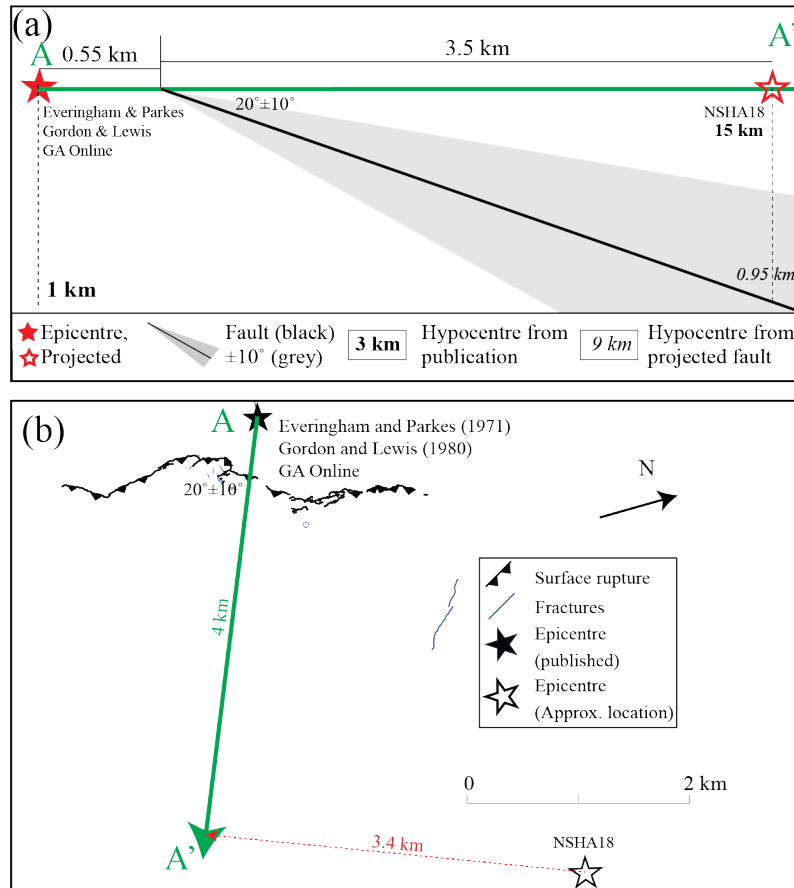 (a)
A
0.55 km
3.5 km
A'
Everingham & Parkes
Gordon & Lewis
GA Online
20°±10°
NSHA18
15 km
1 km
0.95 km
Epicentre,
Projected
Fault (black)
±10° (grey)
3 km
Hypocentre from
publication
9 km
Hypocentre from
projected fault
(b)
A
Everingham and Parkes (1971)
Gordon and Lewis (1980)
GA Online
20°±10°
N
4 km
Surface rupture
Fractures
Epicentre
(published)
Epicentre
(Approx. location)
0
2 km
3.4 km
A'
NSHA18